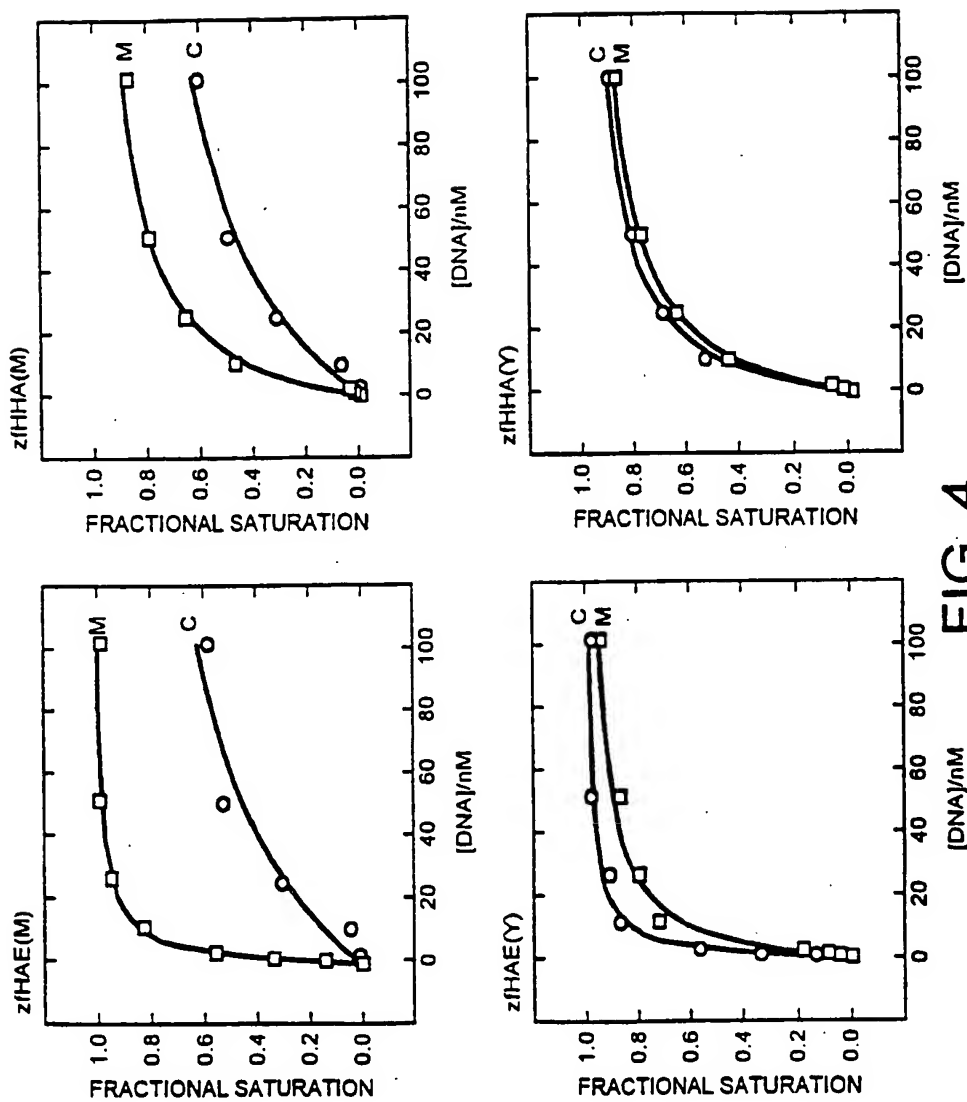 zfHAE(M)
FRACTIONAL SATURATION
1.0
0.8
0.6
0.4
0.2
0.0
M
C
0 20 40 60 80 100
[DNA]/nM
zfHHA(M)
FRACTIONAL SATURATION
1.0
0.8
0.6
0.4
0.2
0.0
M
C
0 20 40 60 80 100
[DNA]/nM
zfHAE(Y)
FRACTIONAL SATURATION
1.0
0.8
0.6
0.4
0.2
0.0
C
M
0 20 40 60 80 100
[DNA]/nM
zfHHA(Y)
FRACTIONAL SATURATION
1.0
0.8
0.6
0.4
0.2
0.0
C
M
0 20 40 60 80 100
[DNA]/nM
FIG 4